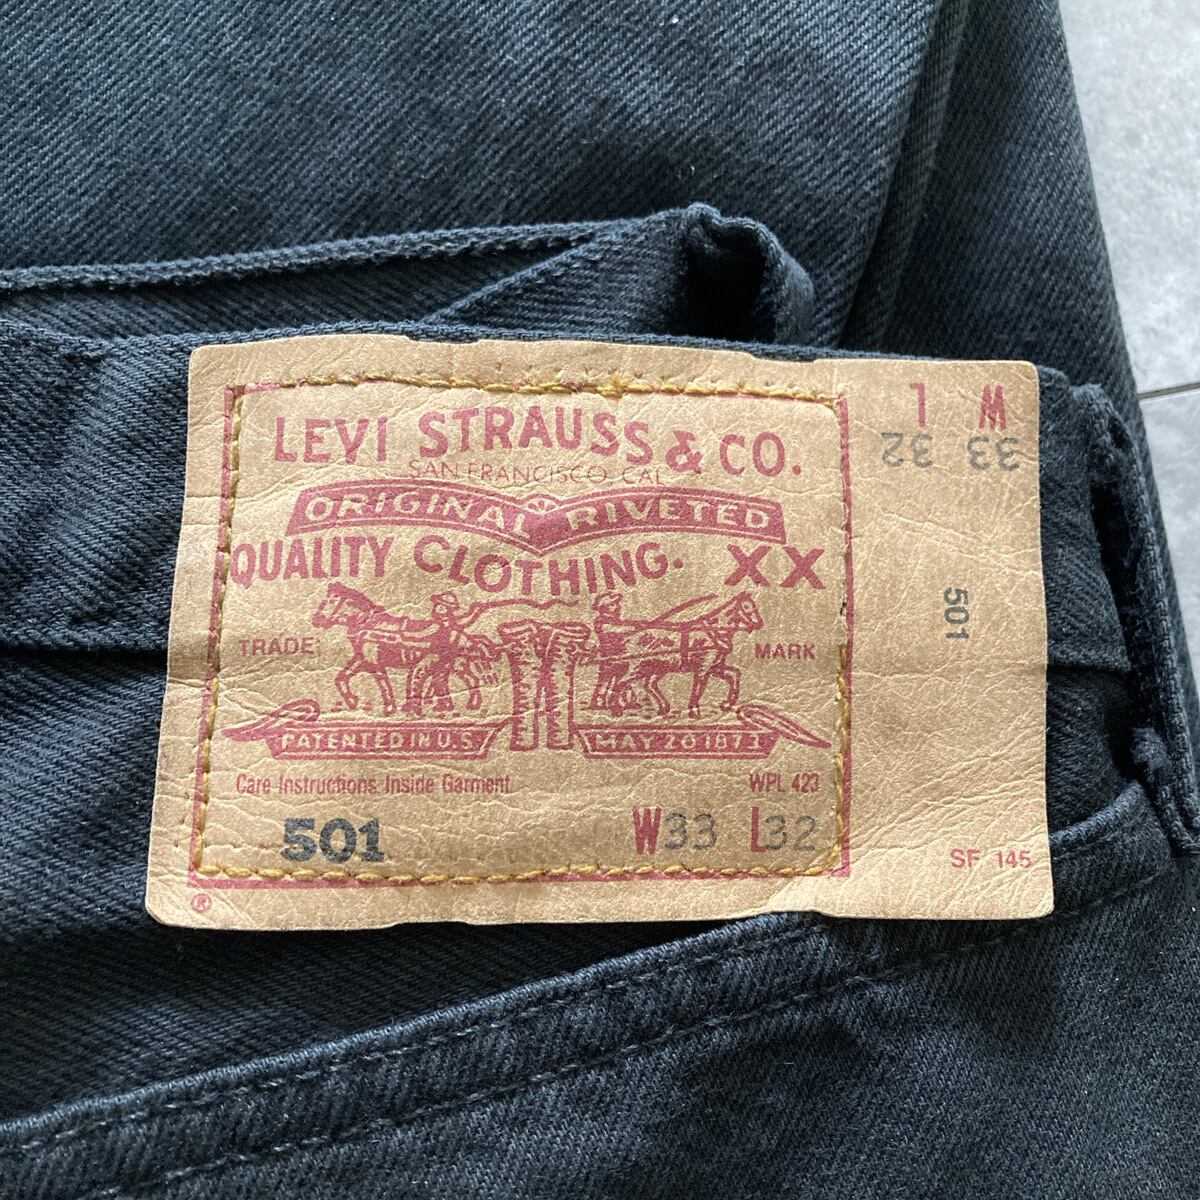 LEVI STRAUSS & CO.
SAN FRANCISCO, CAL
ORIGINAL RIVETED
QUALITY CLOTHING. XX
TRADE MARK
PATENTED IN U.S. MAY 20 1873
Care Instructions Inside Garment WPL 423
501 W33 L32
®
W L
33 32
501
SF 145